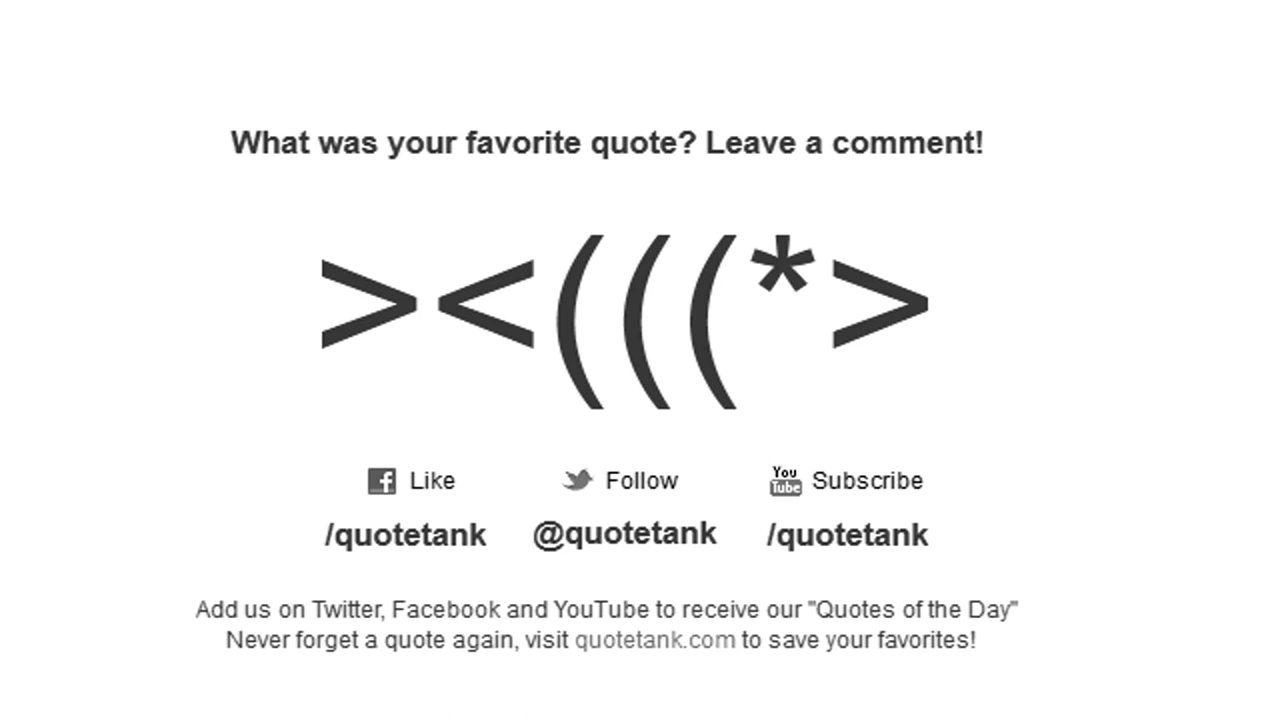 What was your favorite quote? Leave a comment!
><(((*>
f Like Follow You Tube Subscribe
/quotetank @quotetank /quotetank
Add us on Twitter, Facebook and YouTube to receive our "Quotes of the Day"
Never forget a quote again, visit quotetank.com to save your favorites!